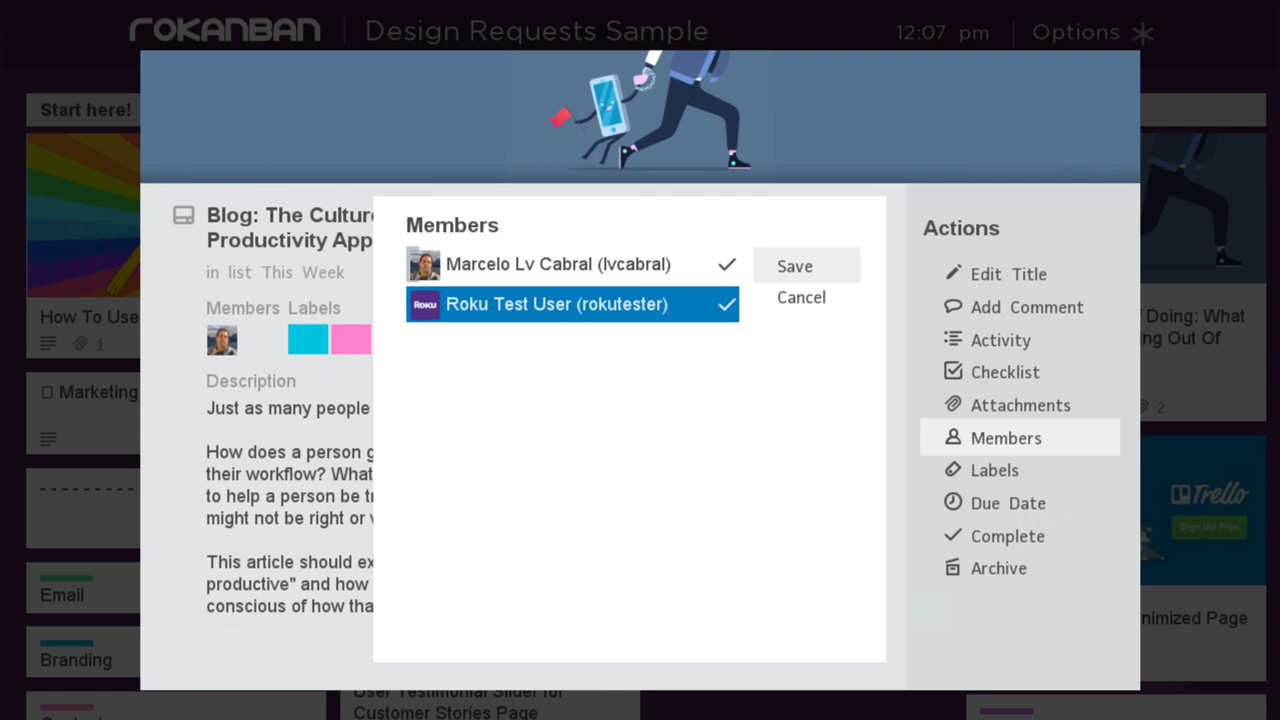 ROKANBAN
Design Requests Sample
12:07 pm
Options
Start here!
How To Use
1
Marketing
Email
Branding
Blog: The Culture
Productivity App
in list This Week
Members Labels
Description
Just as many people
How does a person
their workflow? What
to help a person be
might not be right or
This article should
productive" and how
conscious of how
Members
Marcelo Lv Cabral (lvcabral)
Roku
Roku Test User (rokutester)
Save
Cancel
Actions
Edit Title
Add Comment
Activity
Checklist
Attachments
Members
Labels
Due Date
Complete
Archive
Doing: What
Out Of
2
Trello
Sign Up Free
Page
User Testimonial Slider for
Customer Stories Page